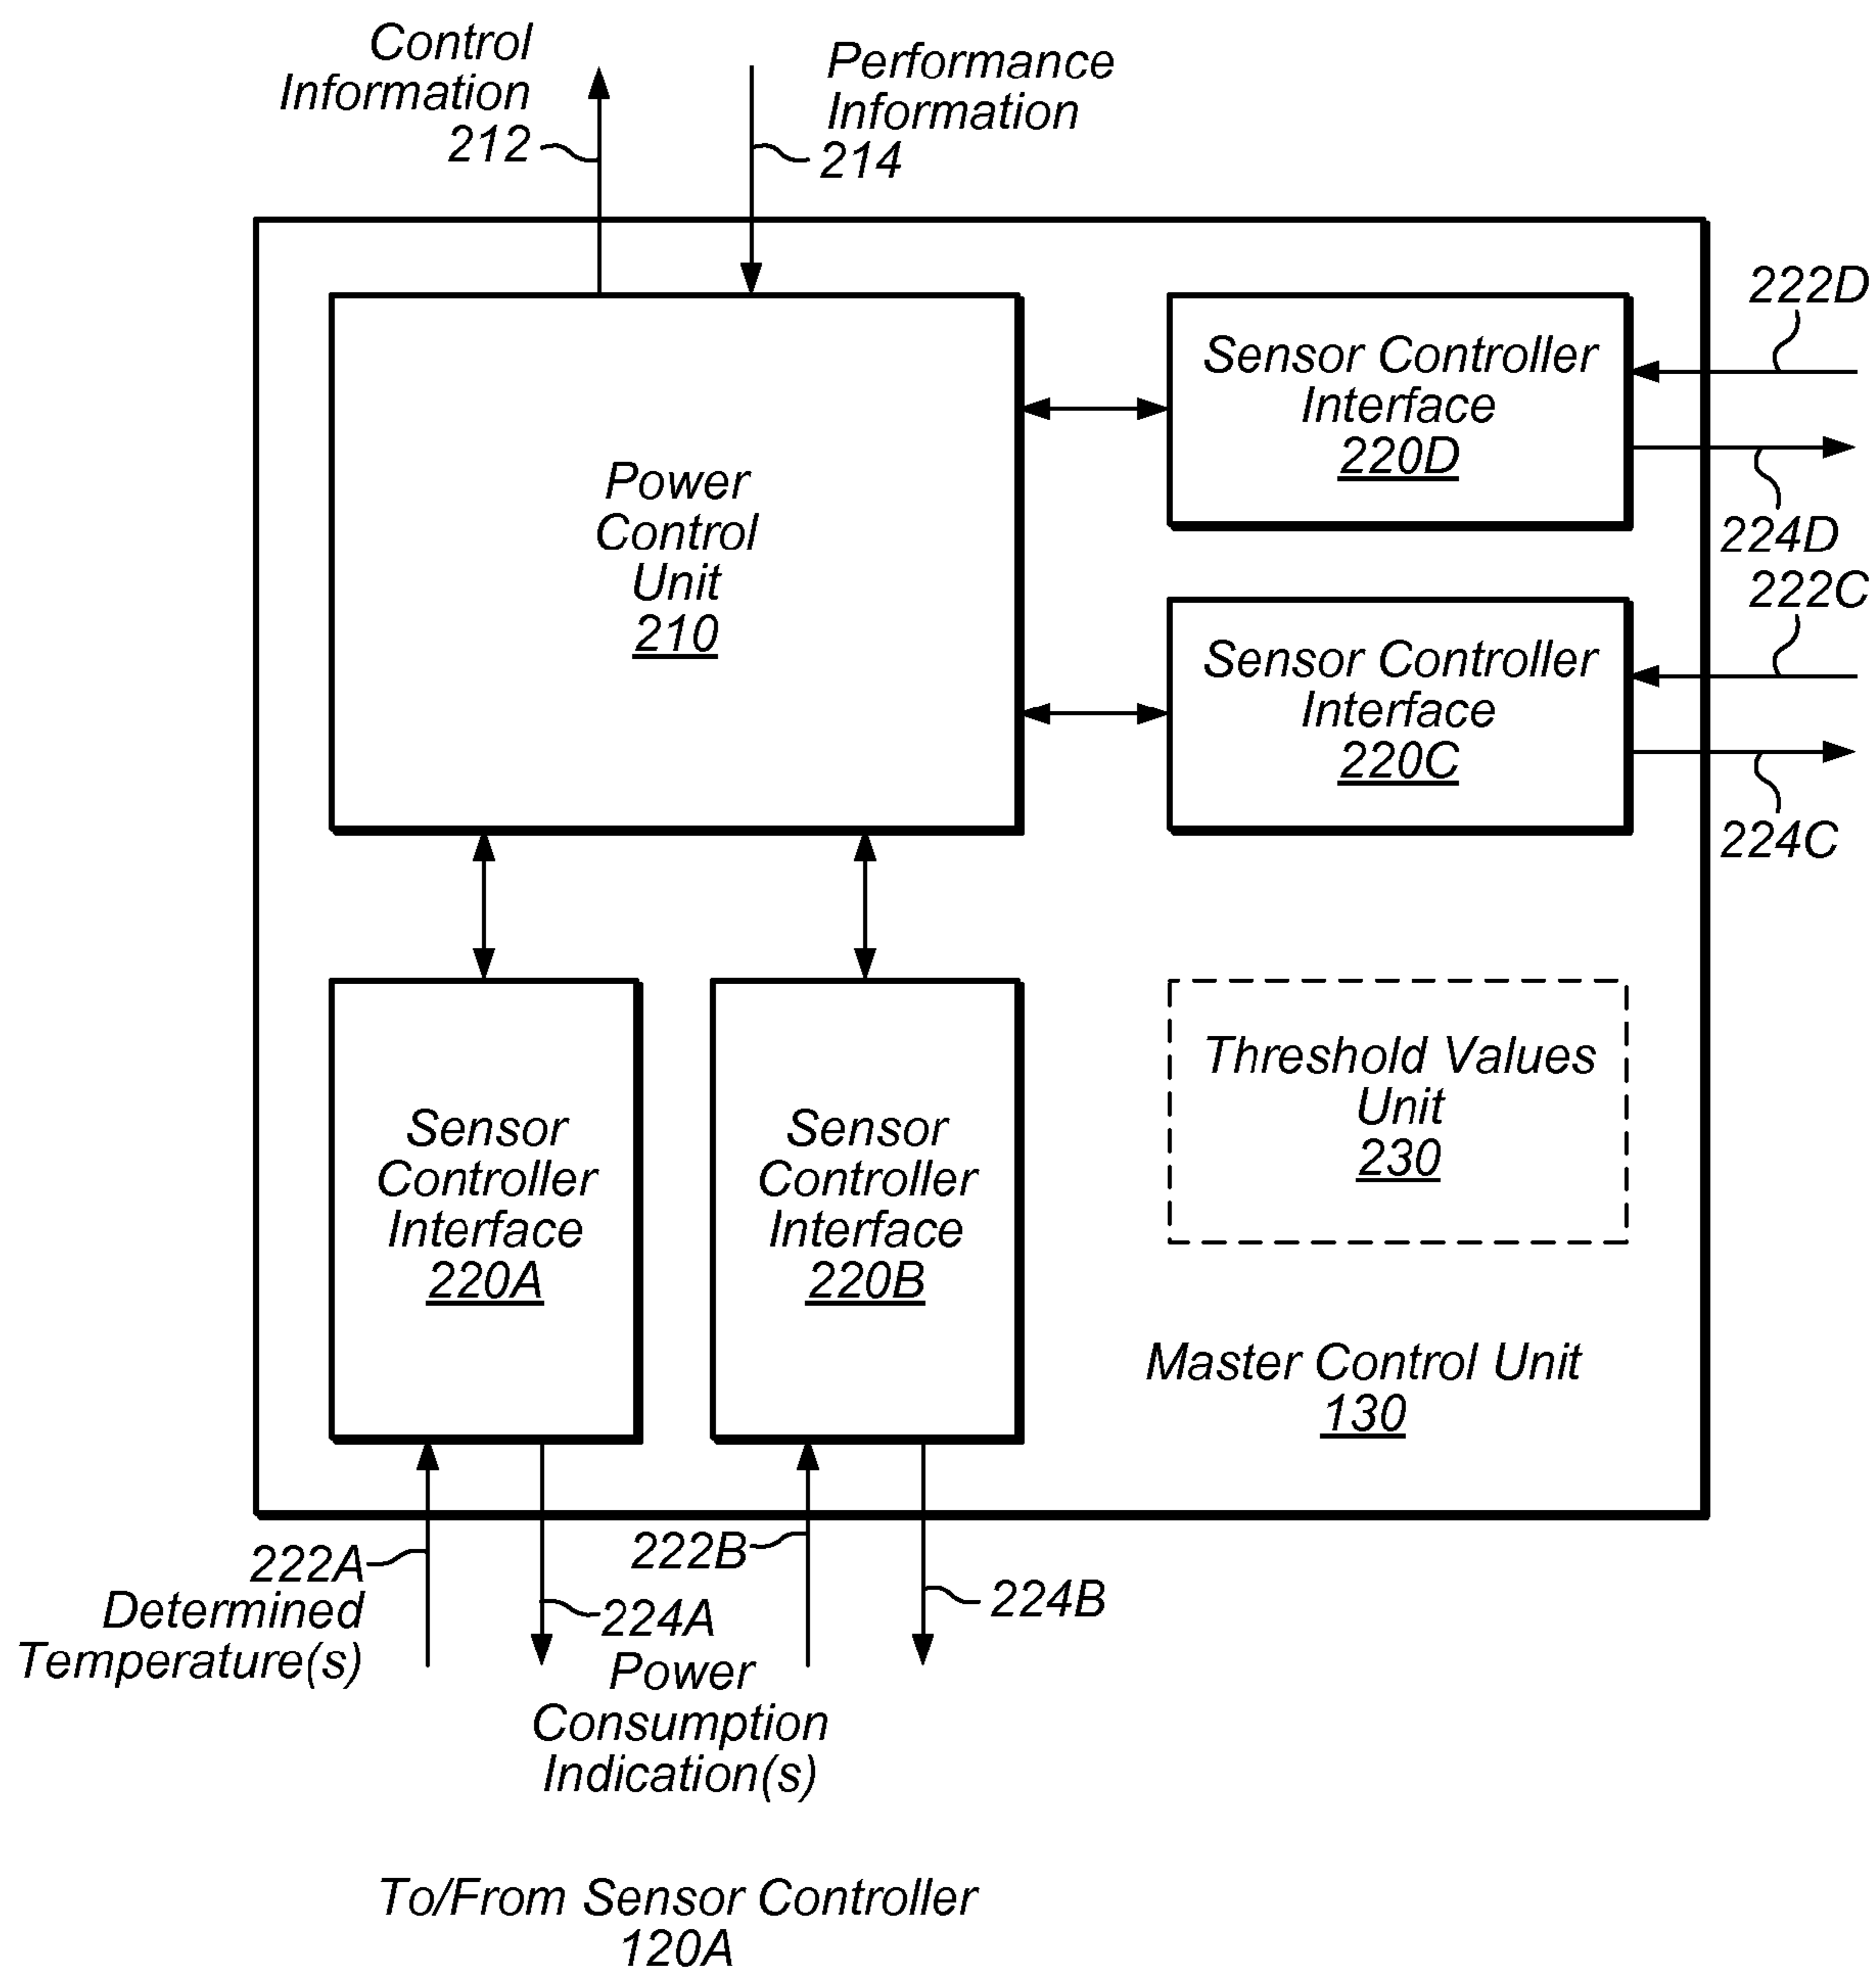 Control
Information
212
Performance
Information
214
222D
Sensor Controller
Interface
220D
224D
Power
Control
Unit
210
222C
Sensor Controller
Interface
220C
224C
Sensor
Controller
Interface
220A
Sensor
Controller
Interface
220B
Threshold Values
Unit
230
Master Control Unit
130
222A
Determined
Temperature(s)
224A
Power
Consumption
Indication(s)
222B
224B
To/From Sensor Controller
120A